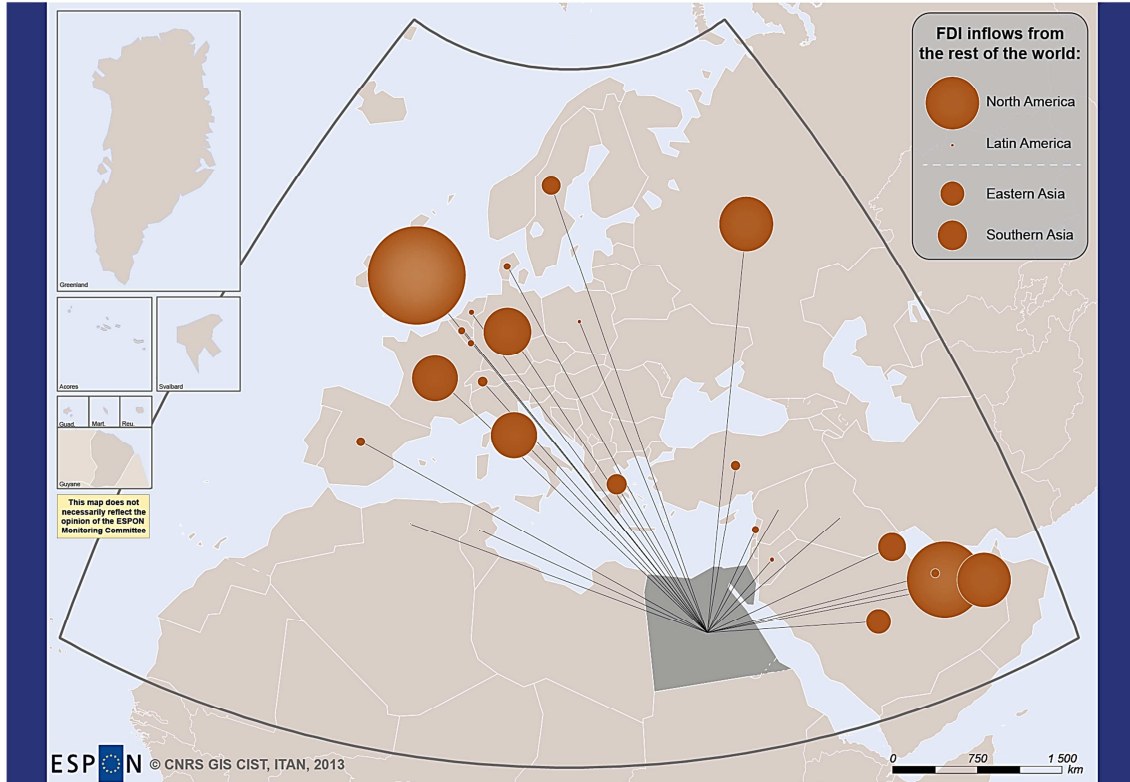 FDI inflows from
the rest of the world:
North America
Latin America
Eastern Asia
Southern Asia
Greenland
Acores
Svalbard
Guad.
Mart.
Reu.
Guyane
This map does not
necessarily reflect the
opinion of the ESPON
Monitoring Committee
ESPON © CNRS GIS CIST, ITAN, 2013
0 750 1 500
km